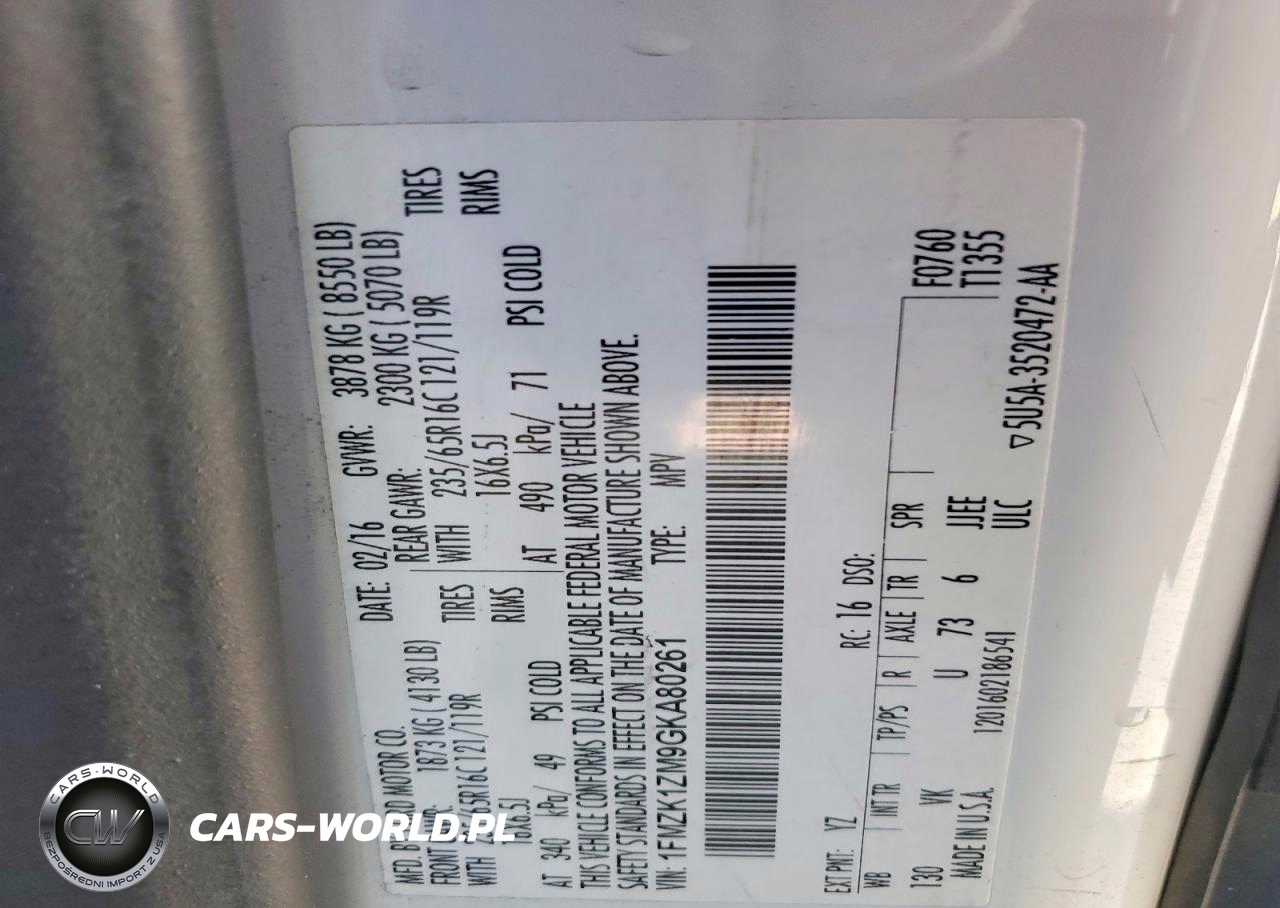 MFD. BY FORD MOTOR CO. DATE: 02/16 GVWR: 3878 KG ( 8550 LB)
FRONT 1873 KG ( 4130 LB) REAR GAWR: 2300 KG ( 5070 LB)
WITH 65R16C 121/119R TIRES WITH 235/65R16C 121/119R TIRES
16X6.5J RIMS 16X6.5J RIMS
AT 340 kPa/ 49 PSI COLD AT 490 kPa/ 71 PSI COLD
THIS VEHICLE CONFORMS TO ALL APPLICABLE FEDERAL MOTOR VEHICLE
SAFETY STANDARDS IN EFFECT ON THE DATE OF MANUFACTURE SHOWN ABOVE.
VIN: 1FMZK1ZM9GKA80261 TYPE: MPV
EXT PNT: YZ RC: 16 DSO:
WB INT TR TP/PS R AXLE TR SPR F0760
130 VK U 73 6 JJEE T1355
MADE IN U.S.A. 1201602186541 ULC ▽5U5A-3520472-AA
CARS-WORLD
CW
BEZPOŚREDNI IMPORT Z USA
CARS-WORLD.PL